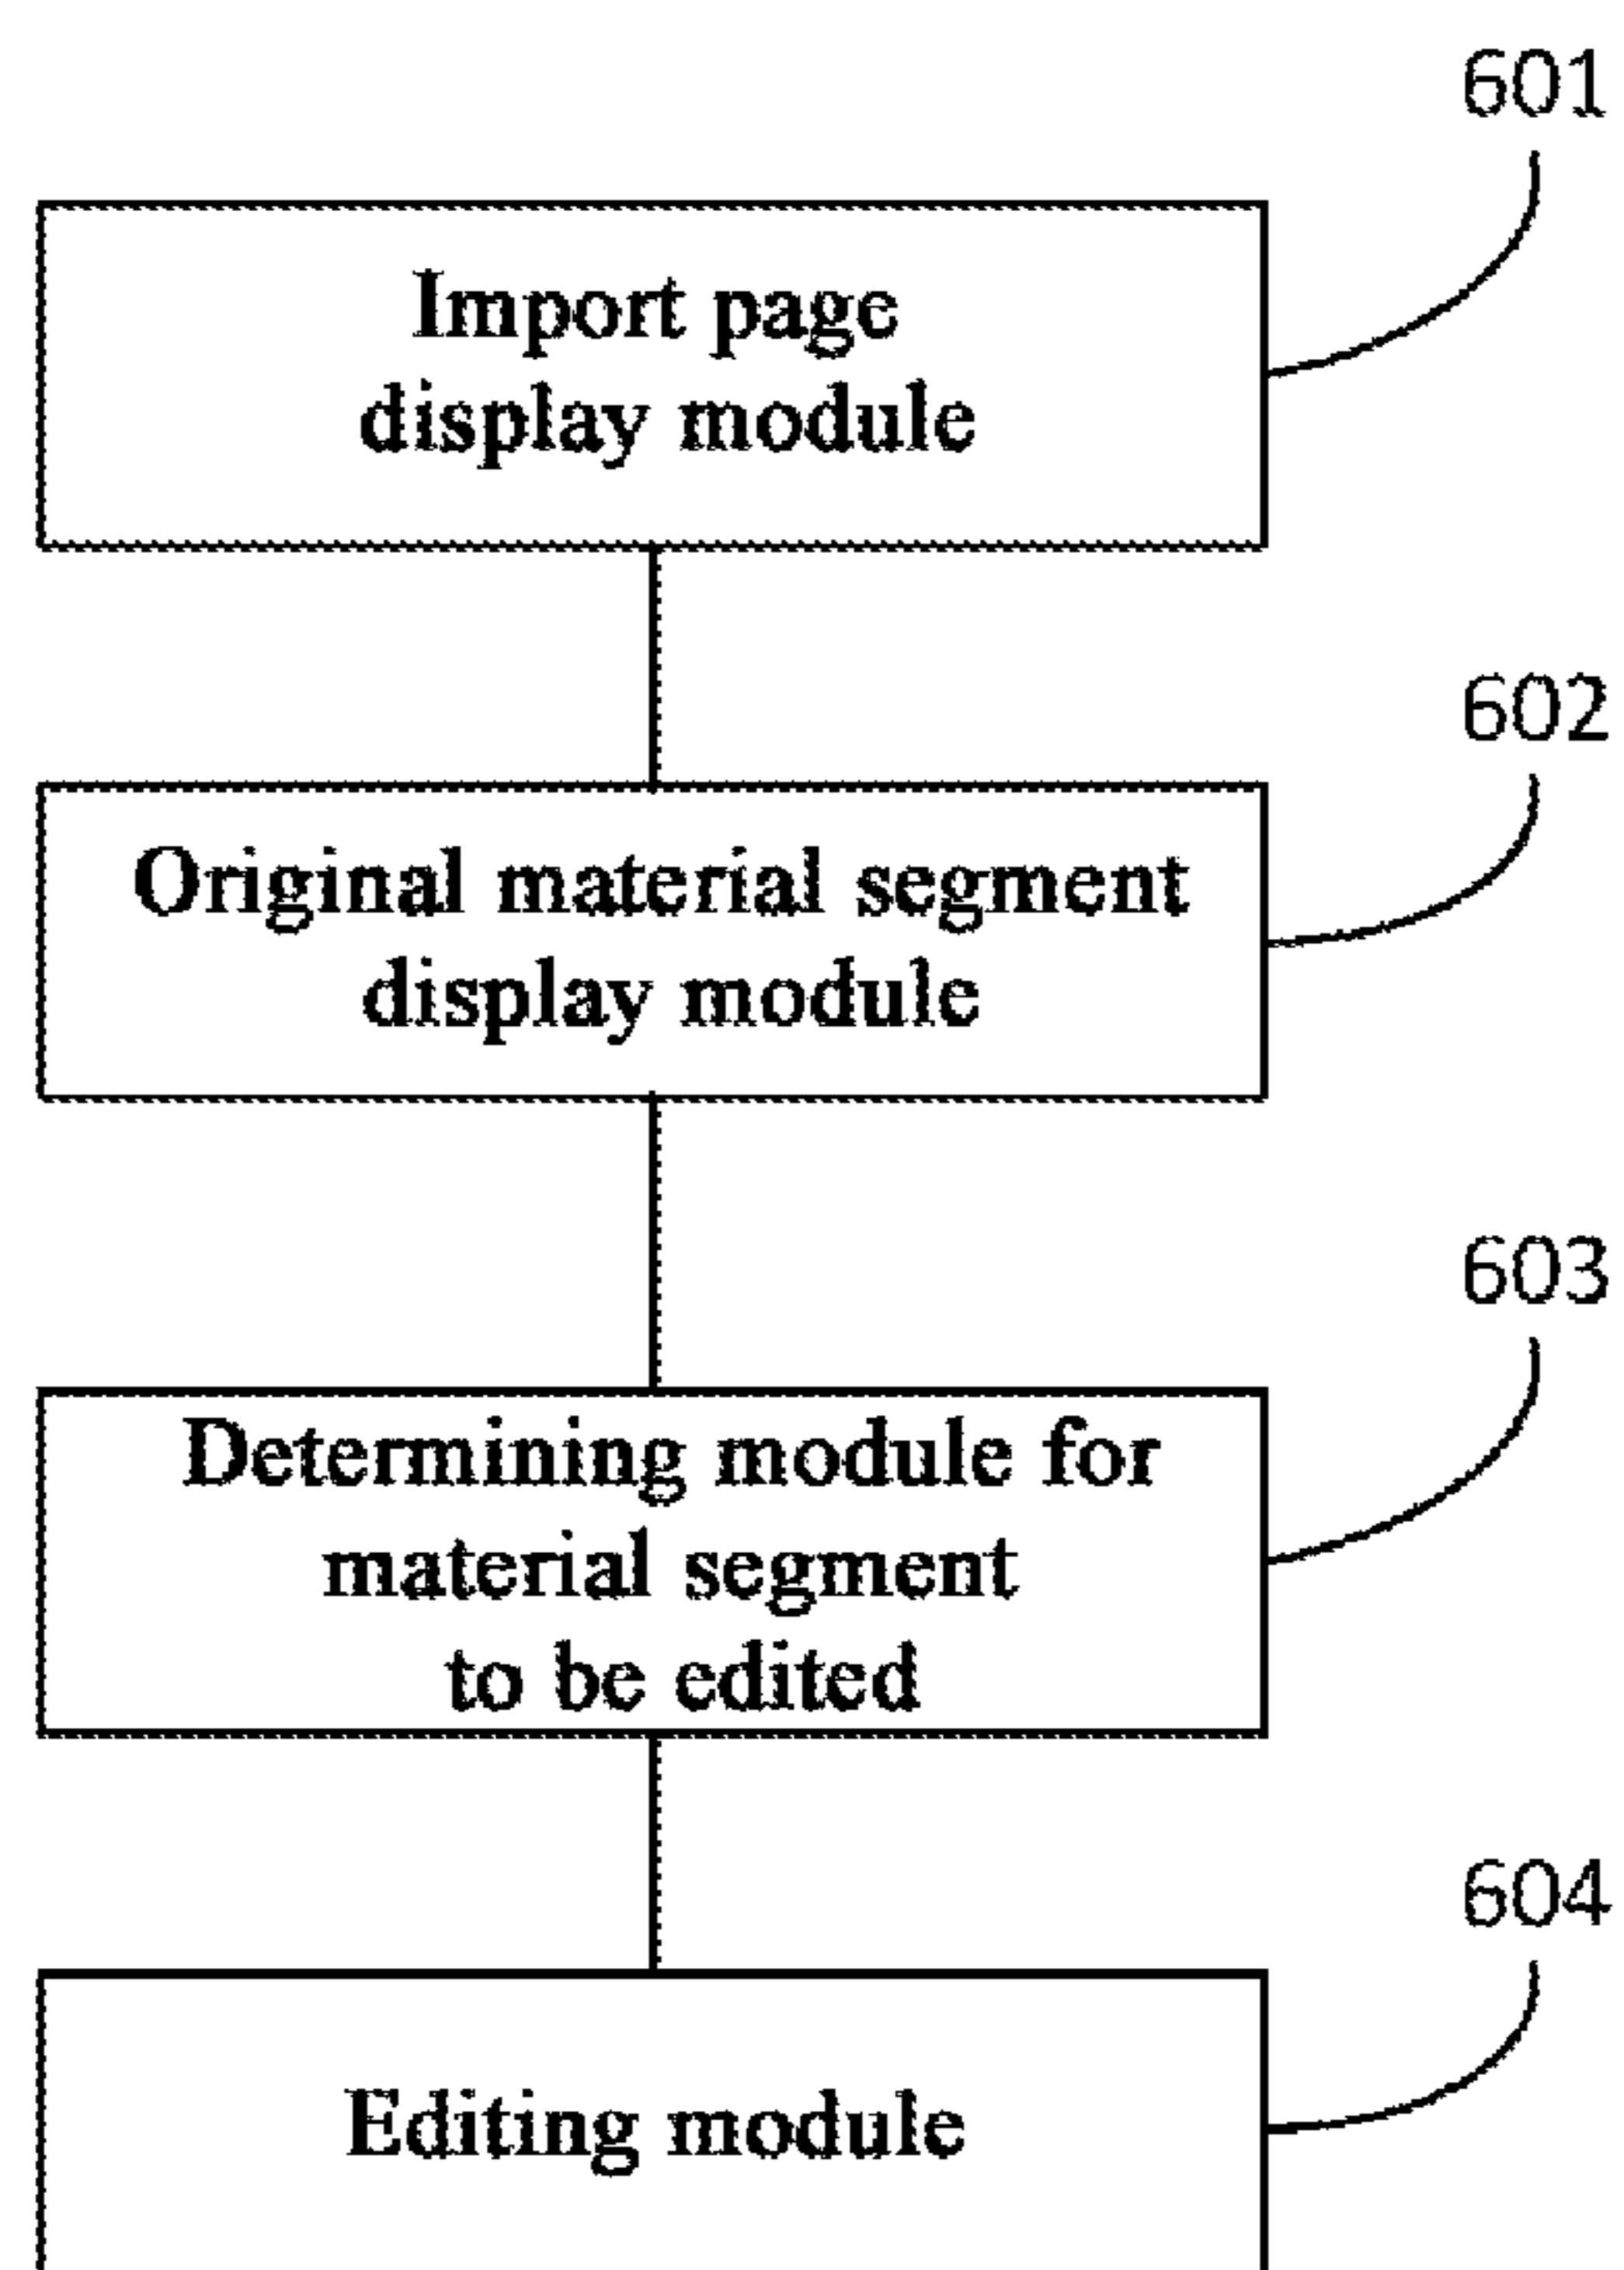 601
Import page
display module
602
Original material segment
display module
603
Determining module for
material segment
to be edited
604
Editing module